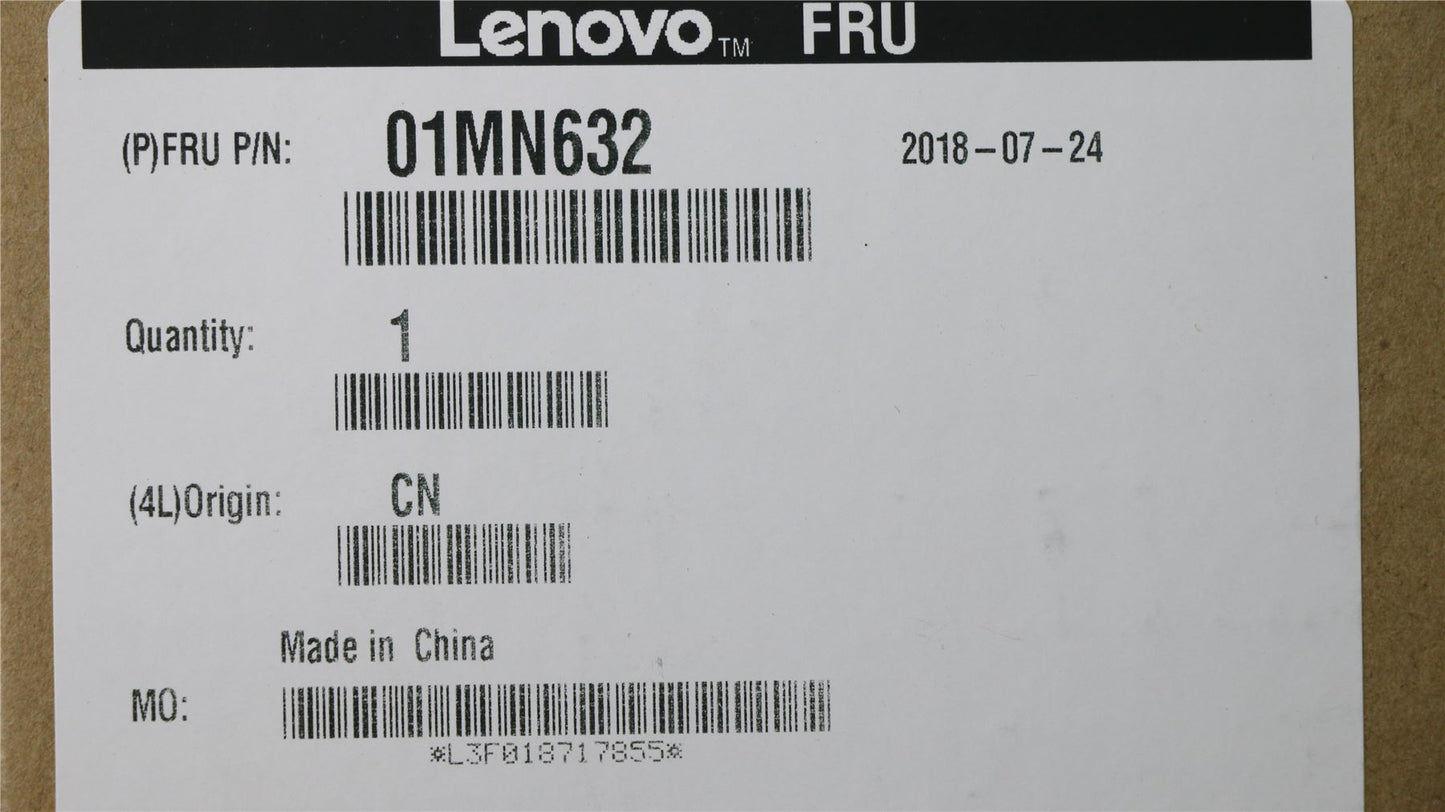 Lenovo™ FRU
(P)FRU P/N: 01MN632 2018-07-24
Quantity: 1
(4L)Origin: CN
Made in China
MO:
*L3F018717855*